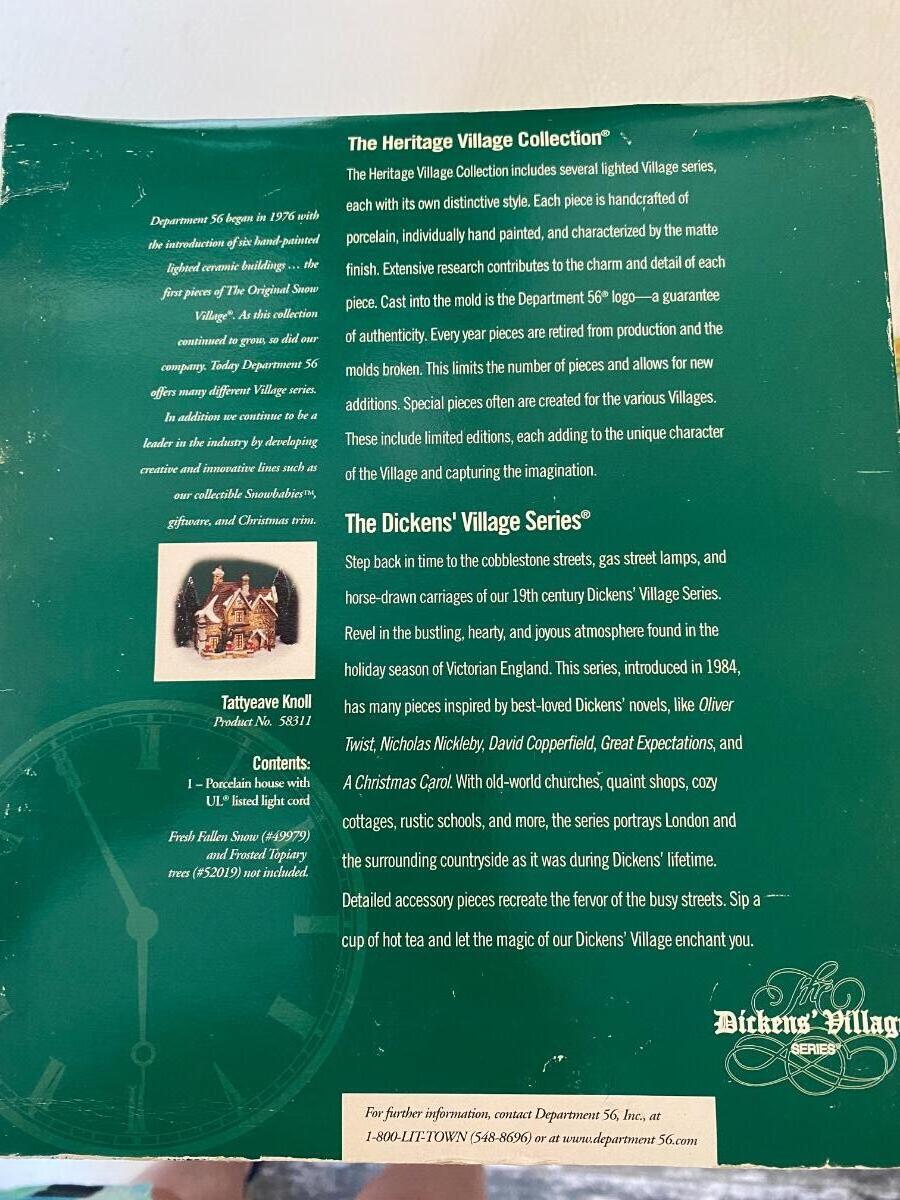 The Heritage Village Collection®
The Heritage Village Collection includes several lighted Village series,
each with its own distinctive style. Each piece is handcrafted of
porcelain, individually hand painted, and characterized by the matte
finish. Extensive research contributes to the charm and detail of each
piece. Cast into the mold is the Department 56® logo—a guarantee
of authenticity. Every year pieces are retired from production and the
molds broken. This limits the number of pieces and allows for new
additions. Special pieces often are created for the various Villages.
These include limited editions, each adding to the unique character
of the Village and capturing the imagination.
Department 56 began in 1976 with
the introduction of six hand-painted
lighted ceramic buildings ... the
first pieces of The Original Snow
Village®. As this collection
continued to grow, so did our
company. Today Department 56
offers many different Village series.
In addition we continue to be a
leader in the industry by developing
creative and innovative lines such as
our collectible Snowbabies™,
giftware, and Christmas trim.
The Dickens' Village Series®
Step back in time to the cobblestone streets, gas street lamps, and
horse-drawn carriages of our 19th century Dickens' Village Series.
Revel in the bustling, hearty, and joyous atmosphere found in the
holiday season of Victorian England. This series, introduced in 1984,
has many pieces inspired by best-loved Dickens' novels, like Oliver
Twist, Nicholas Nickleby, David Copperfield, Great Expectations, and
A Christmas Carol. With old-world churches, quaint shops, cozy
cottages, rustic schools, and more, the series portrays London and
the surrounding countryside as it was during Dickens' lifetime.
Detailed accessory pieces recreate the fervor of the busy streets. Sip a
cup of hot tea and let the magic of our Dickens' Village enchant you.
Tattyeave Knoll
Product No. 58311
Contents:
1 – Porcelain house with
UL® listed light cord
Fresh Fallen Snow (#49979)
and Frosted Topiary
trees (#52019) not included.
The
Dickens' Villag
SERIES®
For further information, contact Department 56, Inc., at
1-800-LIT-TOWN (548-8696) or at www.department 56.com